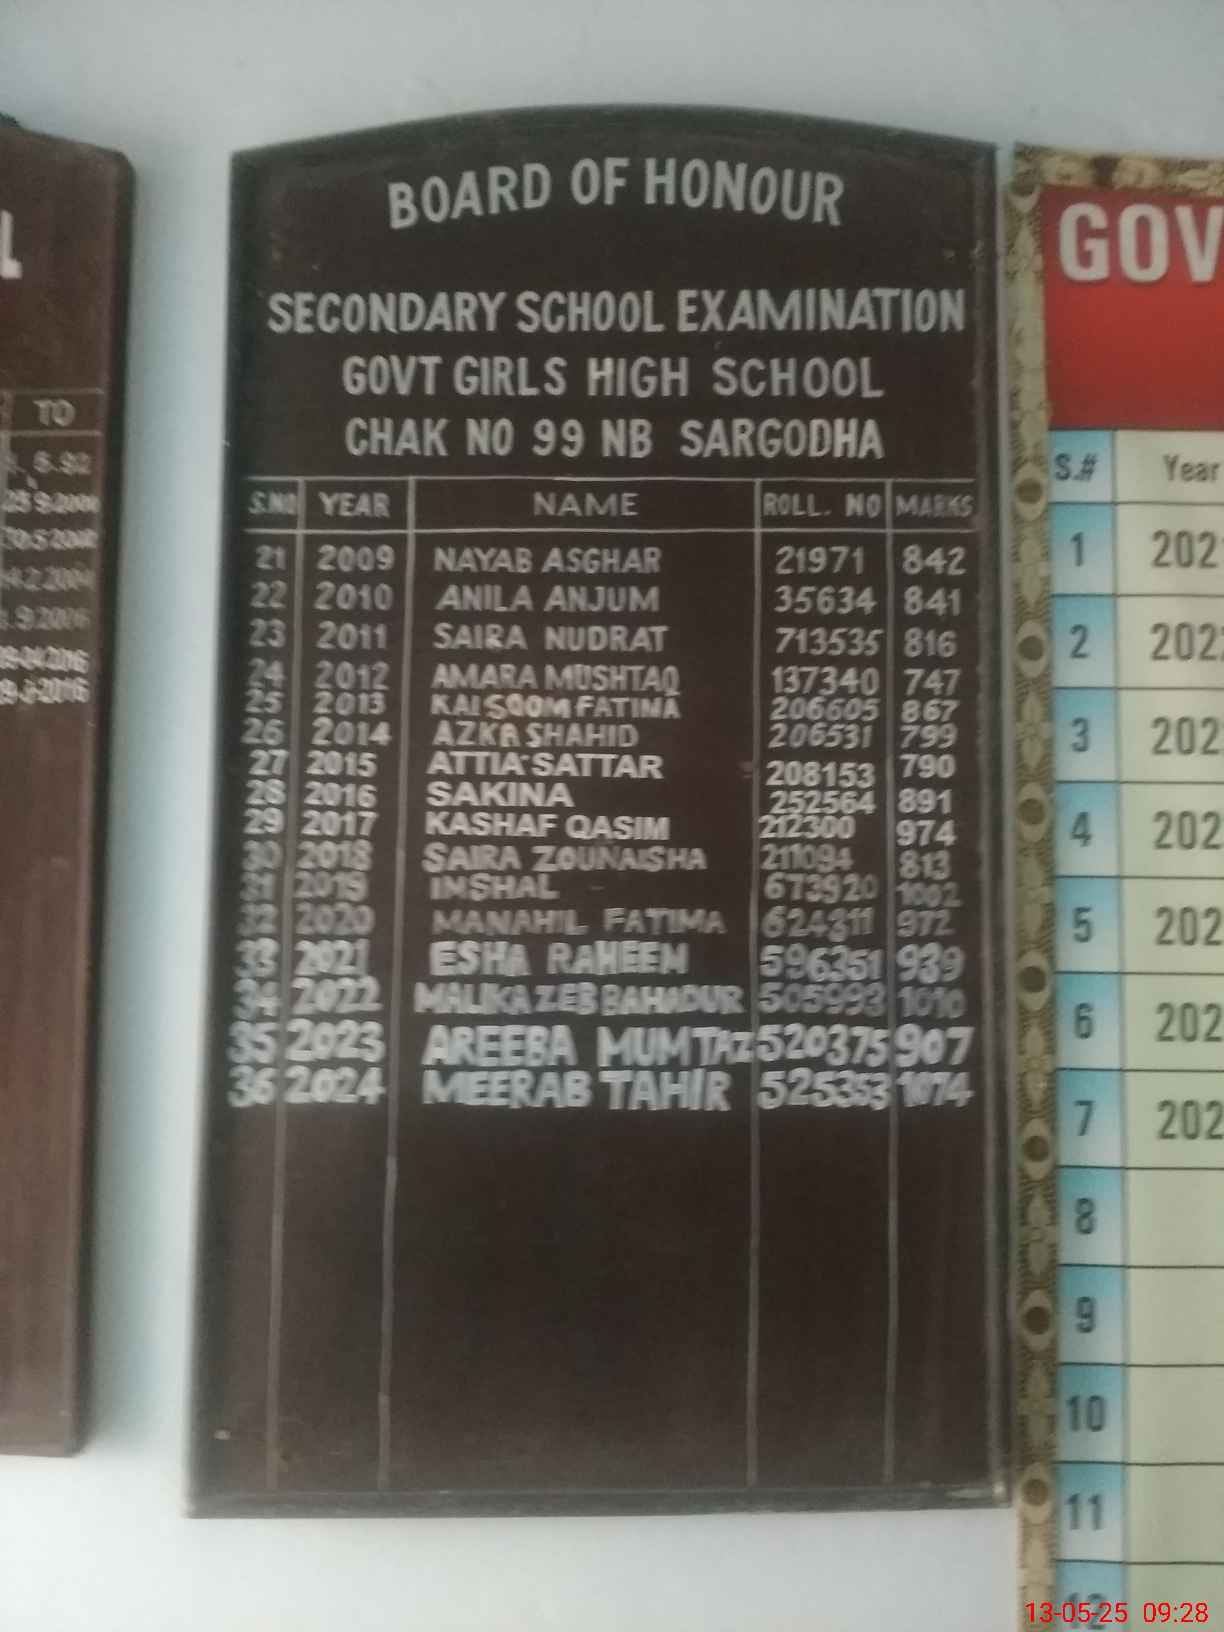 BOARD OF HONOUR
SECONDARY SCHOOL EXAMINATION
GOVT GIRLS HIGH SCHOOL
CHAK NO 99 NB SARGODHA
S.NO YEAR NAME ROLL. NO MARKS
21 2009 NAYAB ASGHAR 21971 842
22 2010 ANILA ANJUM 35634 841
23 2011 SAIRA NUDRAT 713535 816
24 2012 AMARA MUSHTAQ 137340 747
25 2013 KALSOOM FATIMA 206605 867
26 2014 AZKA SHAHID 206531 799
27 2015 ATTIA SATTAR 208153 790
28 2016 SAKINA 252564 891
29 2017 KASHAF QASIM 212300 974
30 2018 SAIRA ZOUNAISHA 211094 813
31 2019 IMSHAL 673920 1002
32 2020 MANAHIL FATIMA 624311 972
33 2021 ESHA RAHEEM 596351 939
34 2022 MALIKA ZEB BAHADUR 505993 1010
35 2023 AREEBA MUMTAZ 520375 907
36 2024 MEERAB TAHIR 525353 1074
TO
GOV
S.# Year
1
2
3
4
5
6
7
8
9
10
11
12
13-05-25 09:28